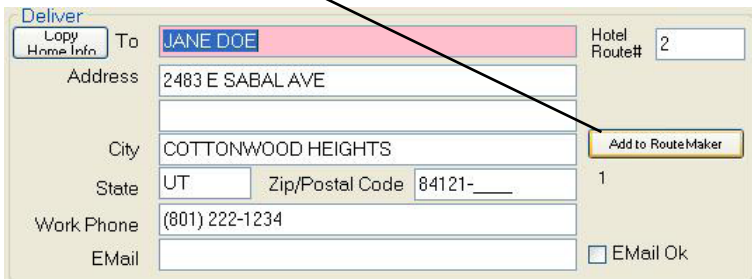 Deliver
Copy Home Info To JANE DOE Hotel Route# 2
Address 2483 E SABAL AVE
City COTTONWOOD HEIGHTS Add to RouteMaker
State UT Zip/Postal Code 84121-____ 1
Work Phone (801) 222-1234
EMail EMail Ok